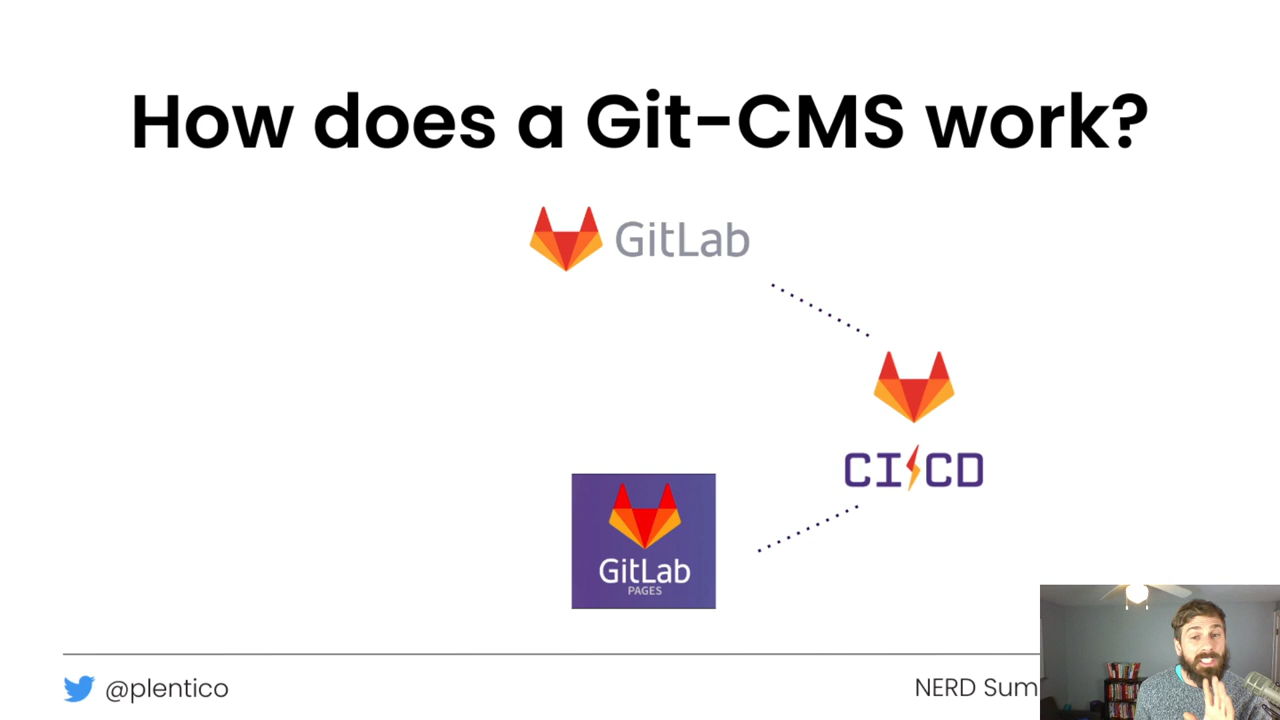 How does a Git-CMS work?
GitLab
CI CD
GitLab
PAGES
@plentico
NERD Sum